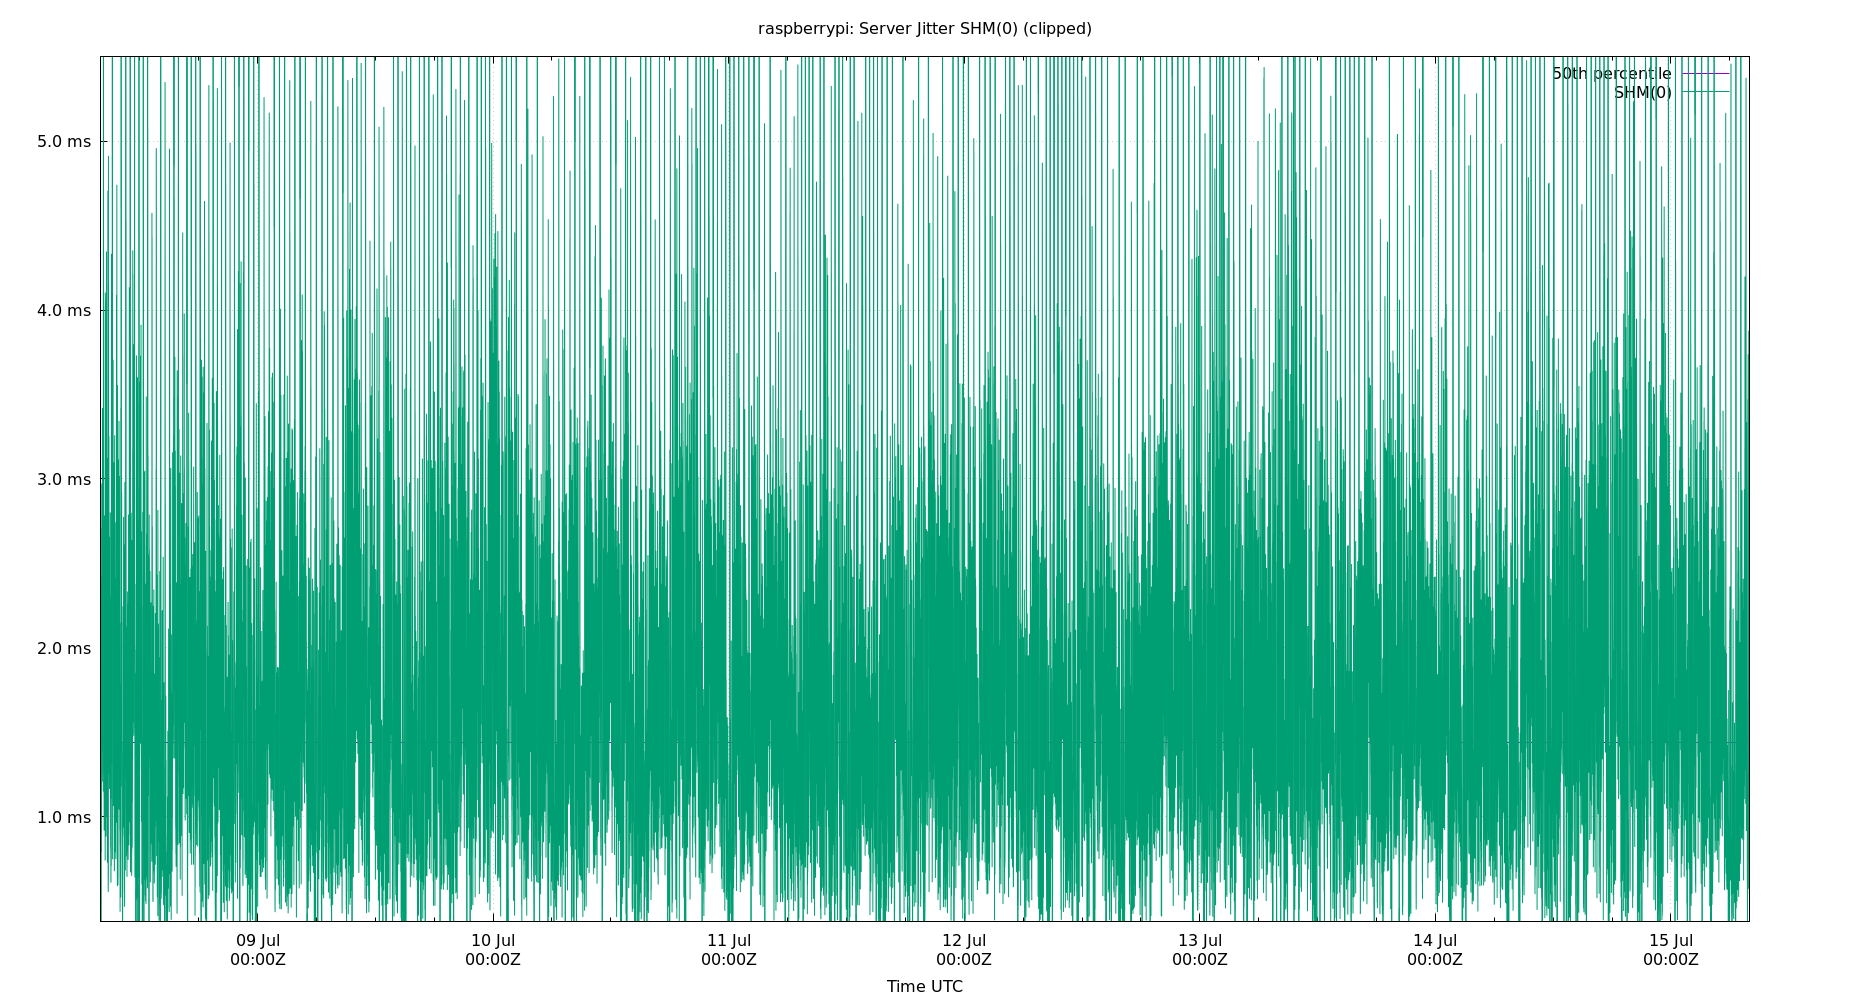 raspberrypi: Server Jitter SHM(0) (clipped)
50th percentile
SHM(0)
5.0 ms
4.0 ms
3.0 ms
2.0 ms
1.0 ms
09 Jul 10 Jul 11 Jul 12 Jul 13 Jul 14 Jul 15 Jul
00:00Z 00:00Z 00:00Z 00:00Z 00:00Z 00:00Z 00:00Z
Time UTC